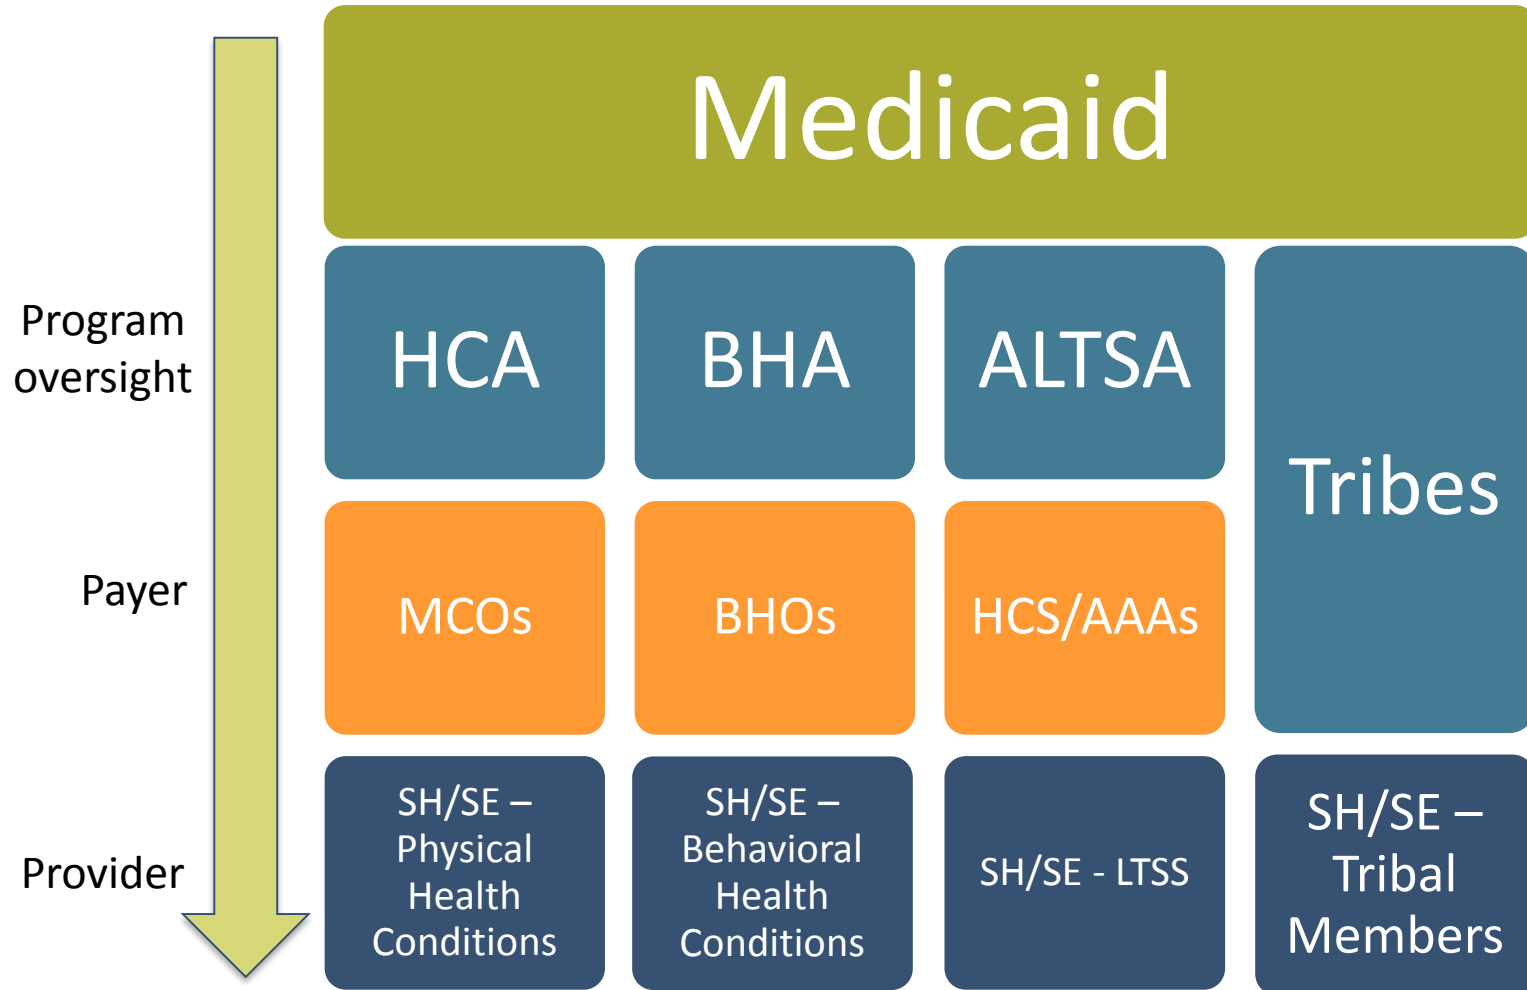 Medicaid
Program
oversight
HCA
BHA
ALTSA
Tribes
Payer
MCOs
BHOs
HCS/AAAs
Provider
SH/SE –
Physical
Health
Conditions
SH/SE –
Behavioral
Health
Conditions
SH/SE - LTSS
SH/SE –
Tribal
Members